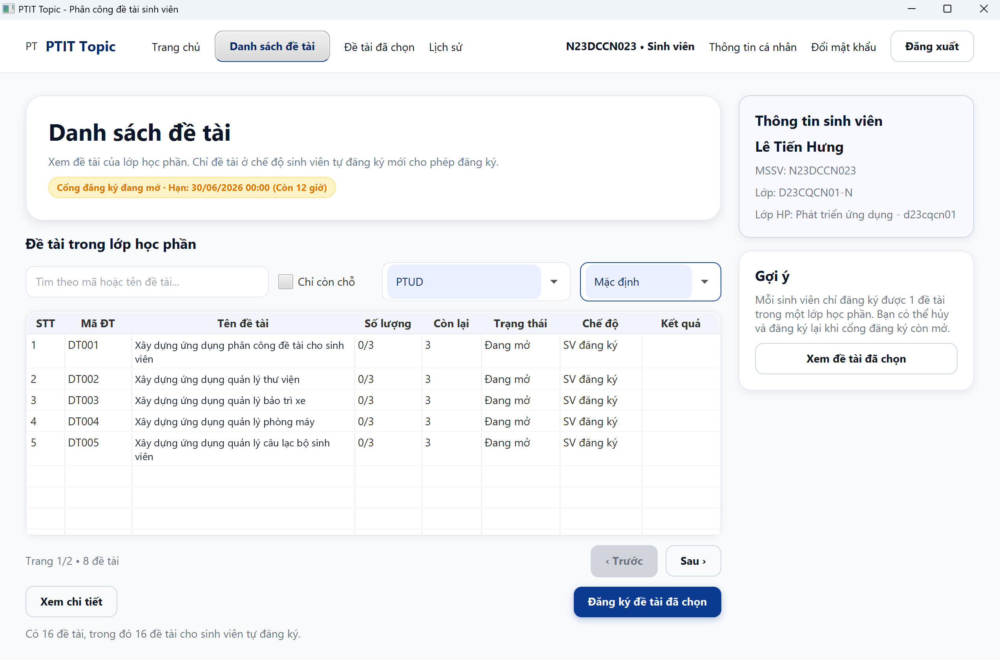 PTIT Topic - Phân công đề tài sinh viên
PT PTIT Topic Trang chủ Danh sách đề tài Đề tài đã chọn Lịch sử N23DCCN023 • Sinh viên Thông tin cá nhân Đổi mật khẩu Đăng xuất
Danh sách đề tài
Xem đề tài của lớp học phần. Chỉ đề tài ở chế độ sinh viên tự đăng ký mới cho phép đăng ký.
Cổng đăng ký đang mở · Hạn: 30/06/2026 00:00 (Còn 12 giờ)
Đề tài trong lớp học phần
Tìm theo mã hoặc tên đề tài... Chỉ còn chỗ PTUD Mặc định
STT Mã ĐT Tên đề tài Số lượng Còn lại Trạng thái Chế độ Kết quả
1 DT001 Xây dựng ứng dụng phân công đề tài cho sinh 0/3 3 Đang mở SV đăng ký
viên
2 DT002 Xây dựng ứng dụng quản lý thư viện 0/3 3 Đang mở SV đăng ký
3 DT003 Xây dựng ứng dụng quản lý bảo trì xe 0/3 3 Đang mở SV đăng ký
4 DT004 Xây dựng ứng dụng quản lý phòng máy 0/3 3 Đang mở SV đăng ký
5 DT005 Xây dựng ứng dụng quản lý câu lạc bộ sinh 0/3 3 Đang mở SV đăng ký
viên
Trang 1/2 • 8 đề tài ‹ Trước Sau ›
Xem chi tiết Đăng ký đề tài đã chọn
Có 16 đề tài, trong đó 16 đề tài cho sinh viên tự đăng ký.
Thông tin sinh viên
Lê Tiến Hưng
MSSV: N23DCCN023
Lớp: D23CQCN01-N
Lớp HP: Phát triển ứng dụng - d23cqcn01
Gợi ý
Mỗi sinh viên chỉ đăng ký được 1 đề tài
trong một lớp học phần. Bạn có thể hủy
và đăng ký lại khi cổng đăng ký còn mở.
Xem đề tài đã chọn